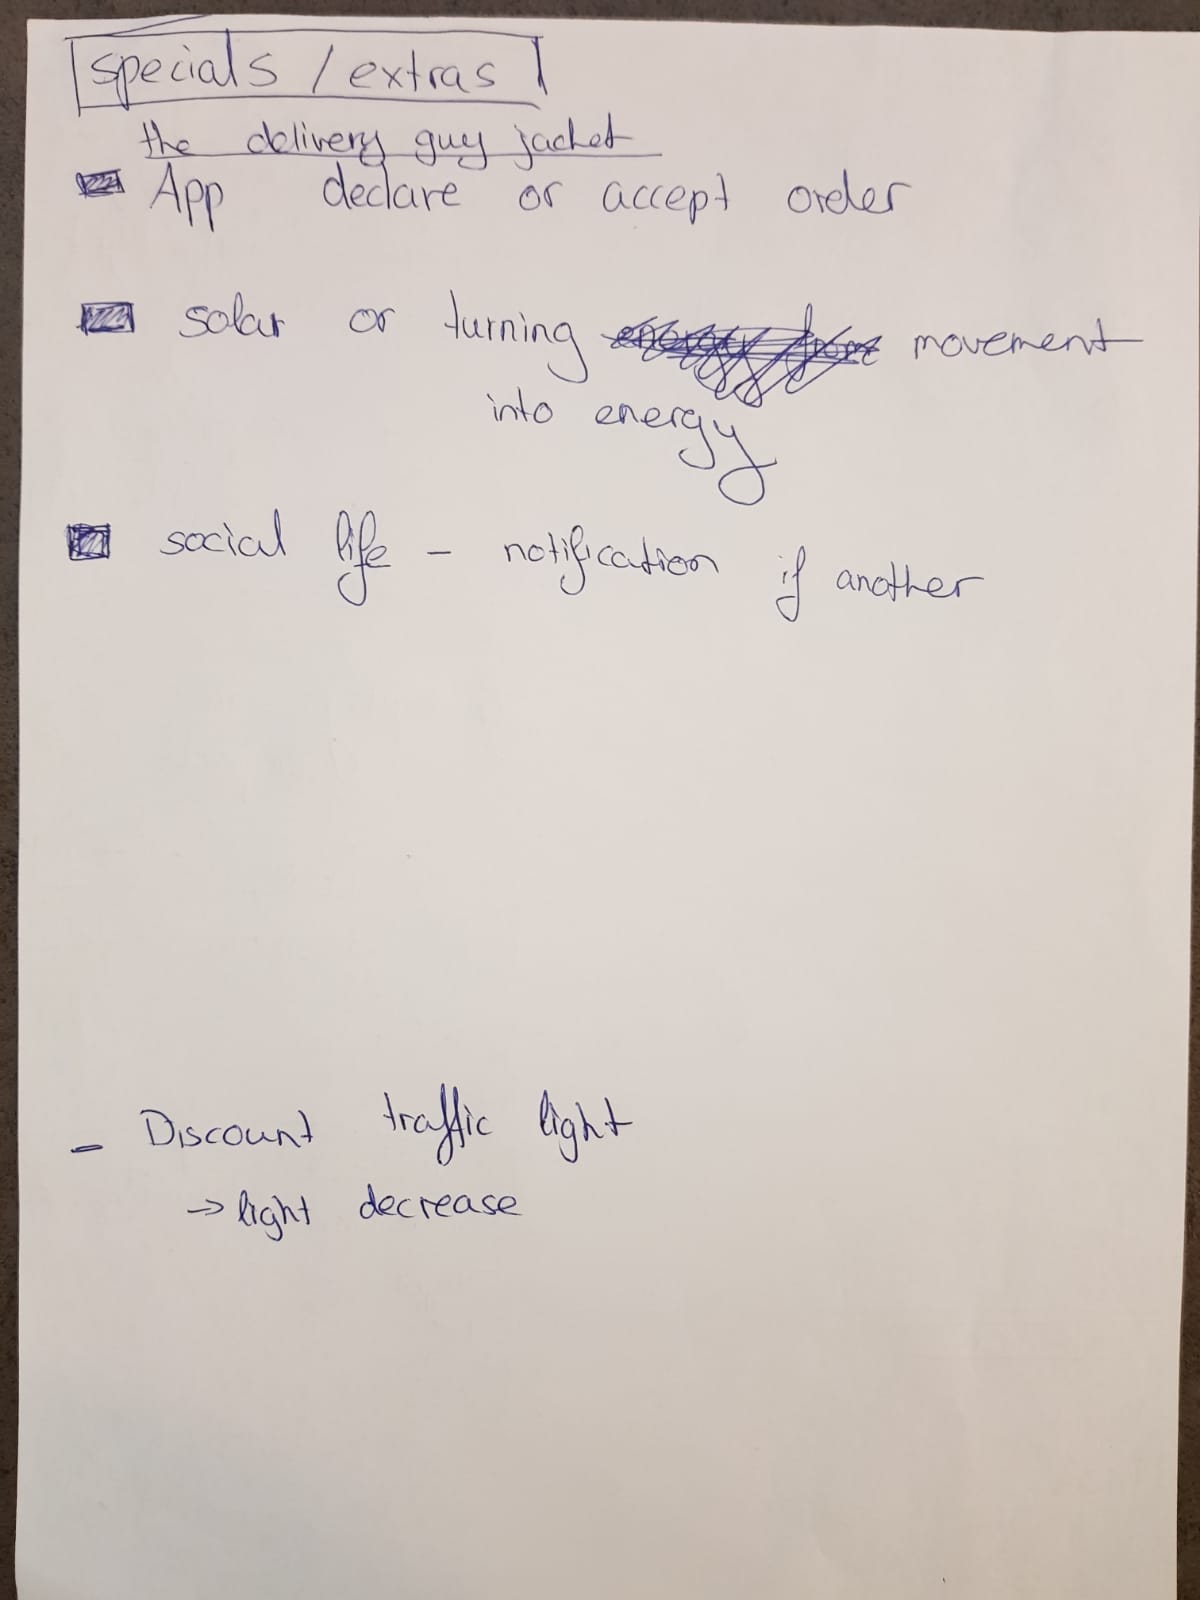 specials / extras
the delivery guy jacket
App declare or accept order
solar or turning movement
into energy
social life - notification if another
- Discount traffic light
→ light decrease